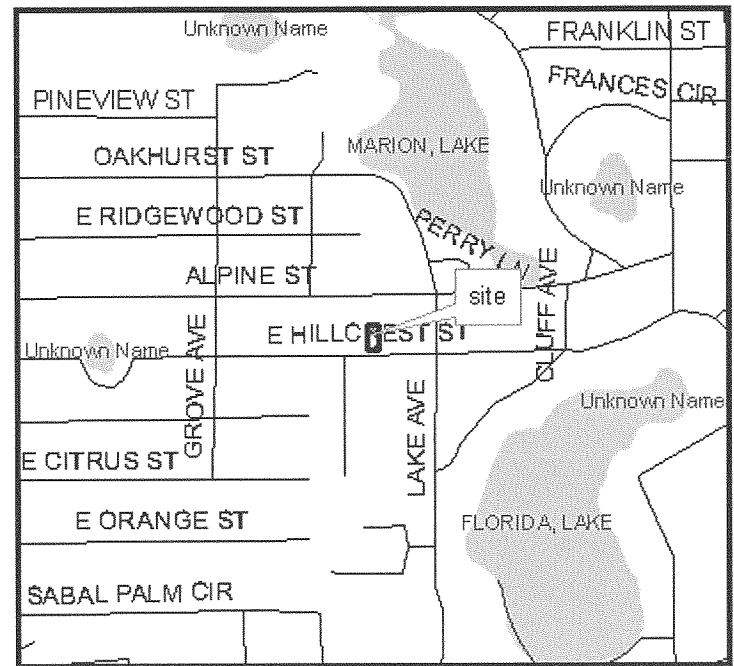 Unknown Name
FRANKLIN ST
FRANCES CIR
PINEVIEW ST
OAKHURST ST
MARION, LAKE
Unknown Name
E RIDGEWOOD ST
PERRY LN
ALPINE ST
site
CLUFF AVE
E HILLCREST ST
Unknown Name
GROVE AVE
LAKE AVE
Unknown Name
E CITRUS ST
E ORANGE ST
FLORIDA, LAKE
SABAL PALM CIR